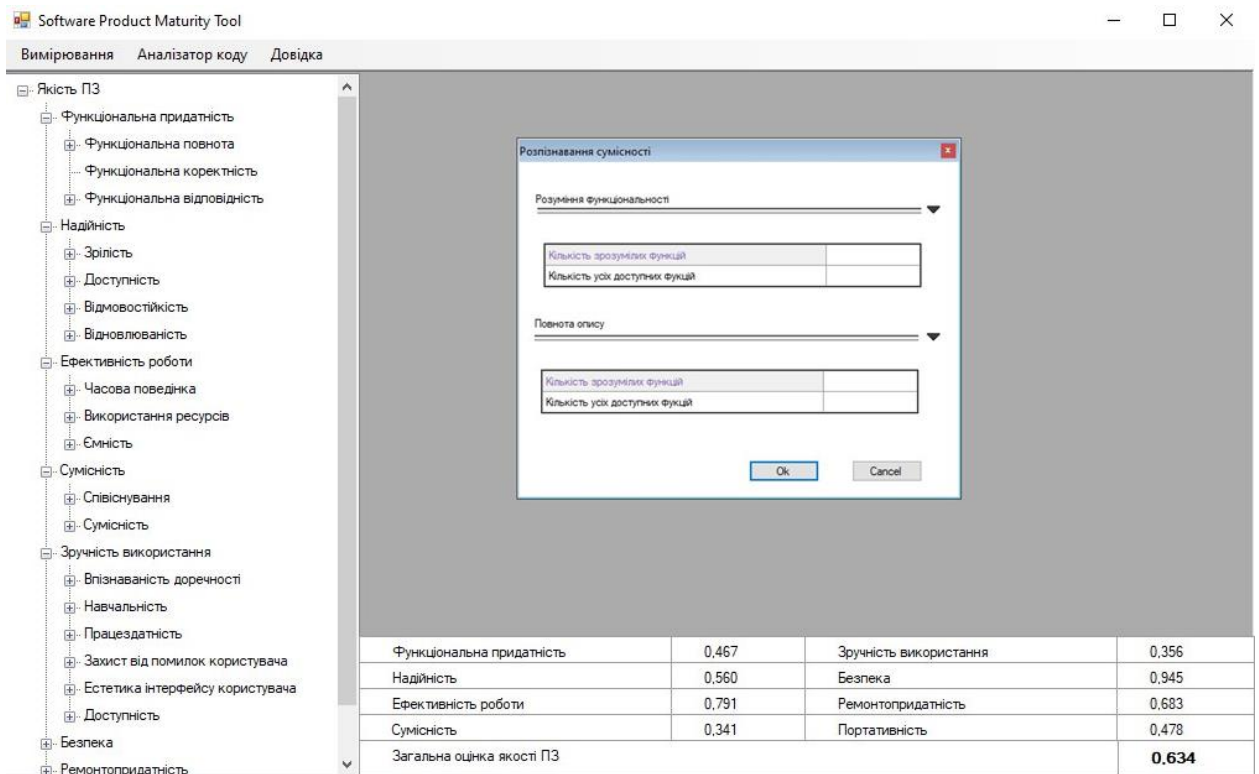 Software Product Maturity Tool
Вимірювання Аналізатор коду Довідка
Якість ПЗ
Функціональна придатність
Функціональна повнота
Функціональна коректність
Функціональна відповідність
Надійність
Зрілість
Доступність
Відмовостійкість
Відновлюваність
Ефективність роботи
Часова поведінка
Використання ресурсів
Ємність
Сумісність
Співіснування
Сумісність
Зручність використання
Впізнаваність доречності
Навчальність
Працездатність
Захист від помилок користувача
Естетика інтерфейсу користувача
Доступність
Безпека
Ремонтопридатність
Розпізнавання сумісності
Розуміння функціональності
Кількість зрозумілих функцій
Кількість усіх доступних фукцій
Повнота опису
Кількість зрозумілих функцій
Кількість усіх доступних фукцій
Ok Cancel
Функціональна придатність 0,467 Зручність використання 0,356
Надійність 0,560 Безпека 0,945
Ефективність роботи 0,791 Ремонтопридатність 0,683
Сумісність 0,341 Портативність 0,478
Загальна оцінка якості ПЗ 0,634